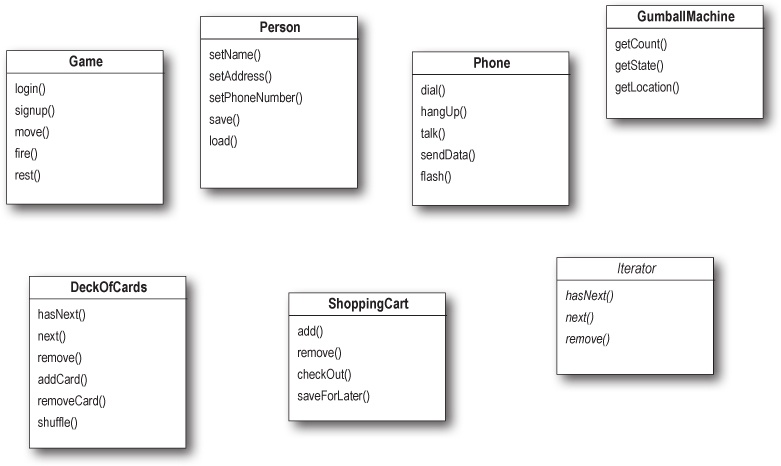 Game
login()
signup()
move()
fire()
rest()
Person
setName()
setAddress()
setPhoneNumber()
save()
load()
Phone
dial()
hangUp()
talk()
sendData()
flash()
GumballMachine
getCount()
getState()
getLocation()
DeckOfCards
hasNext()
next()
remove()
addCard()
removeCard()
shuffle()
ShoppingCart
add()
remove()
checkOut()
saveForLater()
Iterator
hasNext()
next()
remove()